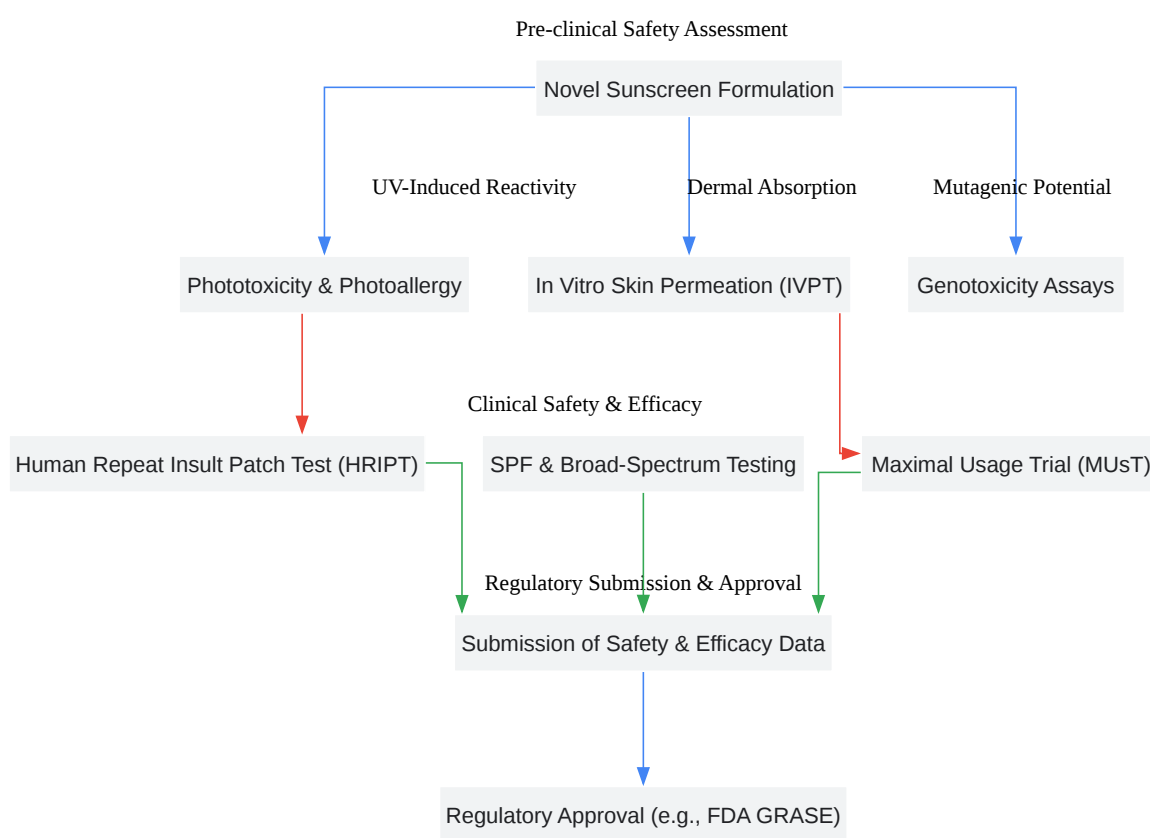 Pre-clinical Safety Assessment
Novel Sunscreen Formulation
UV-Induced Reactivity
Dermal Absorption
Mutagenic Potential
Phototoxicity & Photoallergy
In Vitro Skin Permeation (IVPT)
Genotoxicity Assays
Clinical Safety & Efficacy
Human Repeat Insult Patch Test (HRIPT)
SPF & Broad-Spectrum Testing
Maximal Usage Trial (MUsT)
Regulatory Submission & Approval
Submission of Safety & Efficacy Data
Regulatory Approval (e.g., FDA GRASE)